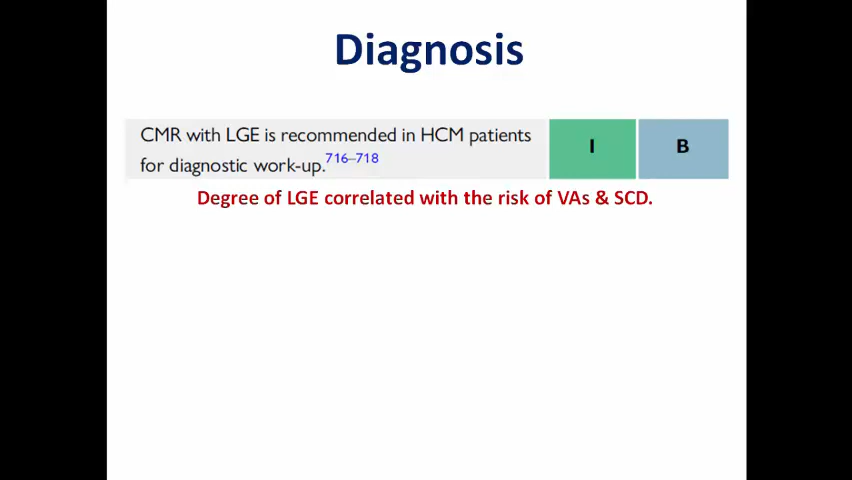 Diagnosis
CMR with LGE is recommended in HCM patients
for diagnostic work-up.716–718
I
B
Degree of LGE correlated with the risk of VAs & SCD.